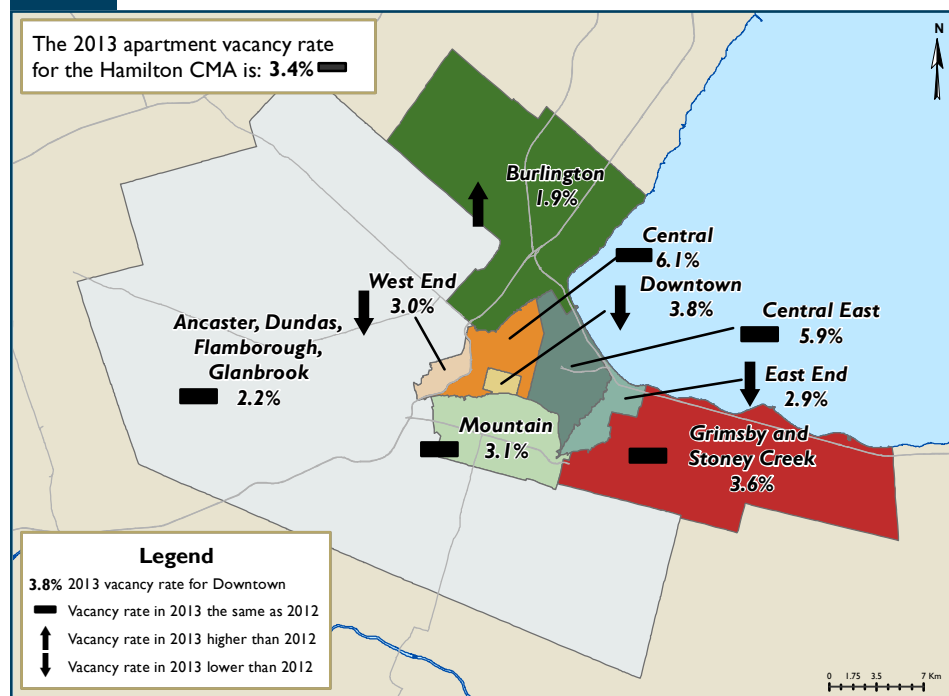 The 2013 apartment vacancy rate
for the Hamilton CMA is: 3.4%
N
Burlington
1.9%
Central
6.1%
West End
3.0%
Downtown
3.8%
Central East
5.9%
Ancaster, Dundas,
Flamborough,
Glanbrook
2.2%
East End
2.9%
Mountain
3.1%
Grimsby and
Stoney Creek
3.6%
Legend
3.8% 2013 vacancy rate for Downtown
Vacancy rate in 2013 the same as 2012
Vacancy rate in 2013 higher than 2012
Vacancy rate in 2013 lower than 2012
0 1.75 3.5 7 Km